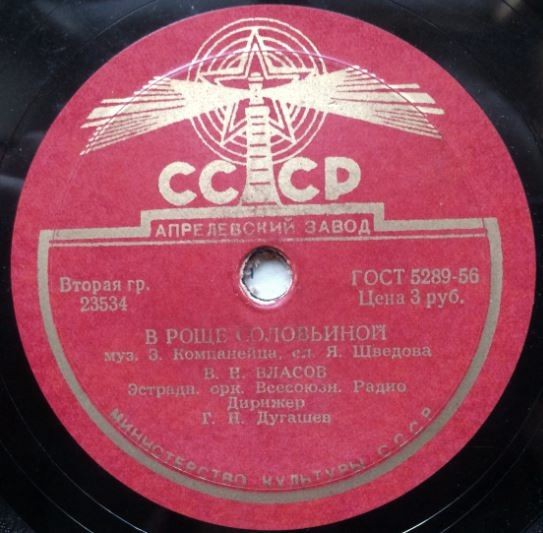 СССР
АПРЕЛЕВСКИЙ ЗАВОД
Вторая гр.
23534
ГОСТ 5289-56
Цена 3 руб.
В РОЩЕ СОЛОВЬИНОЙ
муз. З. Компанейца, сл. Я. Шведова
В. Н. ВЛАСОВ
Эстрадн. орк. Всесоюзн. Радио
Дирижер
Г. Н. Дугашев
МИНИСТЕРСТВО КУЛЬТУРЫ СССР